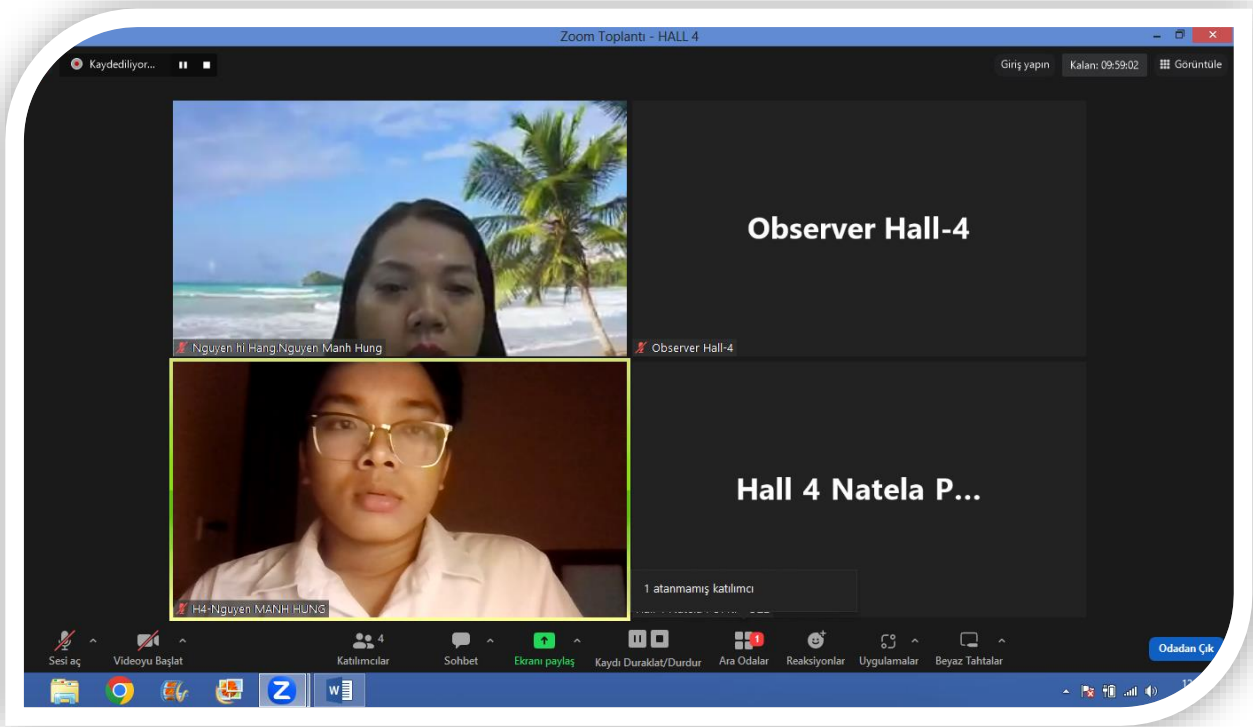 Zoom Toplantı - HALL 4
Kaydediliyor...
Giriş yapın
Kalan: 09:59:02
Görüntüle
Observer Hall-4
Nguyen hi Hang.Nguyen Manh Hung
Observer Hall-4
Hall 4 Natela P...
1 atanmamış katılımcı
H4-Nguyen MANH HUNG
4
1
Sesi aç
Videoyu Başlat
Katılımcılar
Sohbet
Ekranı paylaş
Kaydı Duraklat/Durdur
Ara Odalar
Reaksiyonlar
Uygulamalar
Beyaz Tahtalar
Odadan Çık